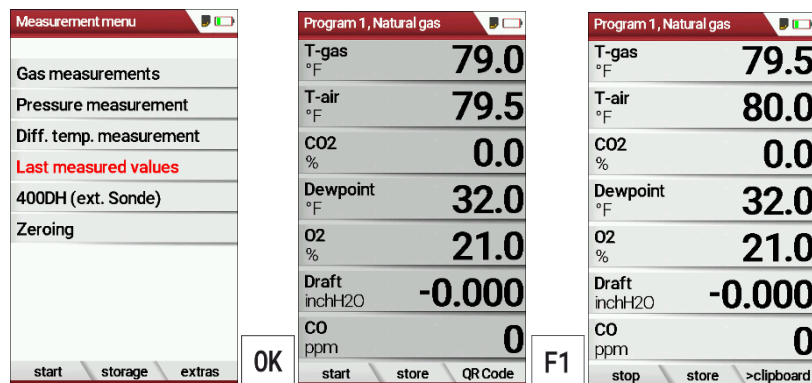 Measurement menu
Gas measurements
Pressure measurement
Diff. temp. measurement
Last measured values
400DH (ext. Sonde)
Zeroing
start storage extras
OK
Program 1, Natural gas
T-gas
°F
79.0
T-air
°F
79.5
CO2
%
0.0
Dewpoint
°F
32.0
O2
%
21.0
Draft
inchH2O
-0.000
CO
ppm
0
start store QR Code
F1
Program 1, Natural gas
T-gas
°F
79.5
T-air
°F
80.0
CO2
%
0.0
Dewpoint
°F
32.0
O2
%
21.0
Draft
inchH2O
-0.000
CO
ppm
0
stop store >clipboard